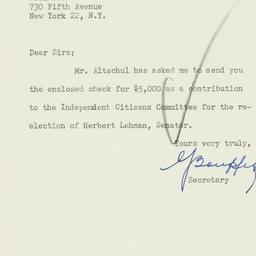 730 Fifth Avenue
New York 22, N.Y.
Dear Sirs:
Mr. Altschul has asked me to send you
the enclosed check for $5,000. as a contribution
to the Independent Citizens Committee for the re-
election of Herbert Lehman, Senator.
Yours very truly,
Secretary